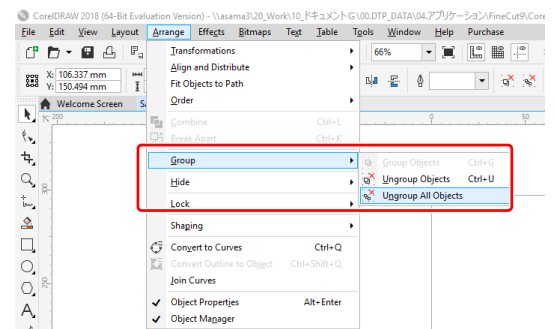 CorelDRAW 2018 (64-Bit Evaluation Version) - \\asama3\20_Work\10_ドキュメントG\00.DTP_DATA\04.アプリケーション\FineCut9\Core
File Edit View Layout Arrange Effects Bitmaps Text Table Tools Window Help Purchase
66%
X: 106.337 mm
Y: 150.494 mm
Welcome Screen
200 0 50
300
250
Transformations
Align and Distribute
Fit Objects to Path
Order
Combine Ctrl+L
Break Apart Ctrl+K
Group
Group Objects Ctrl+G
Ungroup Objects Ctrl+U
Hide
Ungroup All Objects
Lock
Shaping
Convert to Curves Ctrl+Q
Convert Outline to Object Ctrl+Shift+Q
Join Curves
Object Properties Alt+Enter
Object Manager